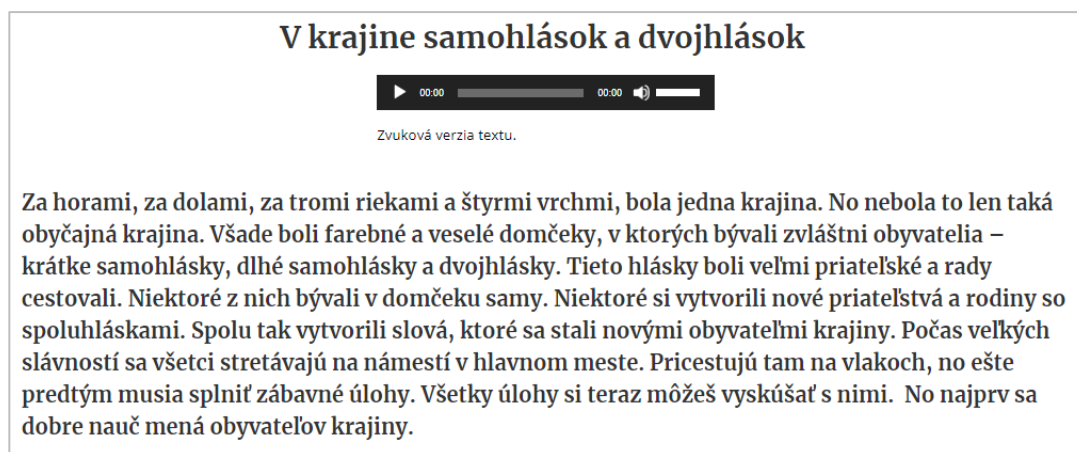 V krajine samohlások a dvojhlások
00:00 00:00
Zvuková verzia textu.
Za horami, za dolami, za tromi riekami a štyrmi vrchmi, bola jedna krajina. No nebola to len taká
obyčajná krajina. Všade boli farebné a veselé domčeky, v ktorých bývali zvláštni obyvatelia –
krátke samohlásky, dlhé samohlásky a dvojhlásky. Tieto hlásky boli veľmi priateľské a rady
cestovali. Niektoré z nich bývali v domčeku samy. Niektoré si vytvorili nové priateľstvá a rodiny so
spoluhláskami. Spolu tak vytvorili slová, ktoré sa stali novými obyvateľmi krajiny. Počas veľkých
slávností sa všetci stretávajú na námestí v hlavnom meste. Pricestujú tam na vlakoch, no ešte
predtým musia splniť zábavné úlohy. Všetky úlohy si teraz môžeš vyskúšať s nimi.  No najprv sa
dobre nauč mená obyvateľov krajiny.